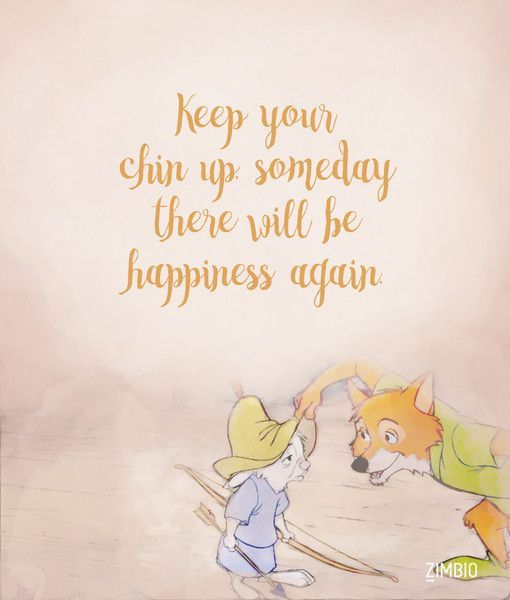 Keep your
chin up. someday
there will be
happiness again.
ZIMBIO